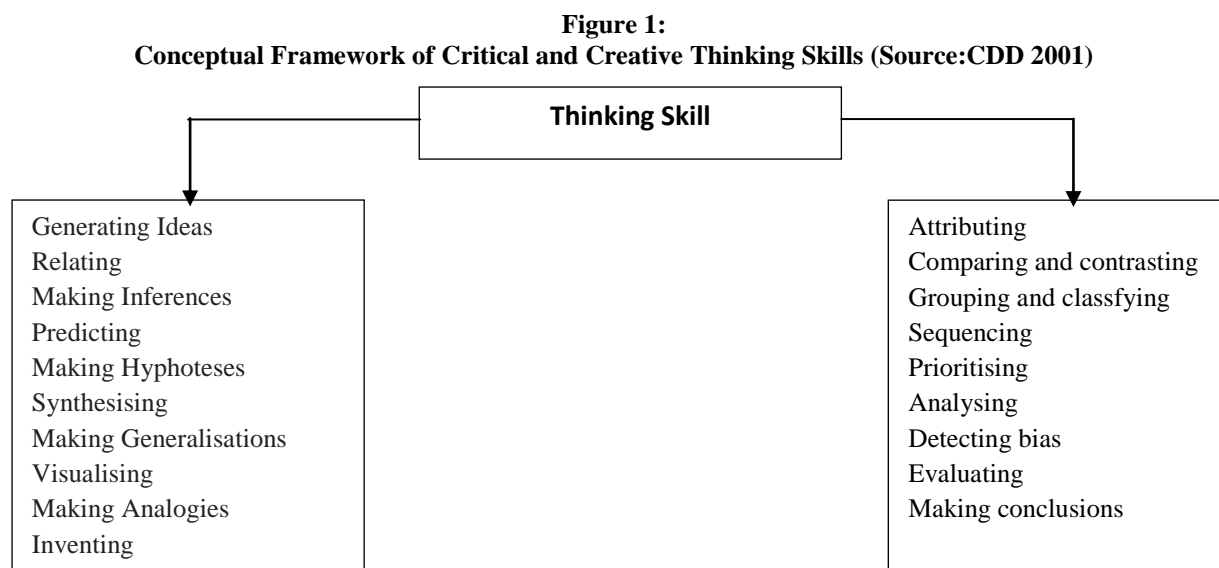 Figure 1:
Conceptual Framework of Critical and Creative Thinking Skills (Source:CDD 2001)
Thinking Skill
Generating Ideas
Relating
Making Inferences
Predicting
Making Hyphoteses
Synthesising
Making Generalisations
Visualising
Making Analogies
Inventing
Attributing
Comparing and contrasting
Grouping and classfying
Sequencing
Prioritising
Analysing
Detecting bias
Evaluating
Making conclusions